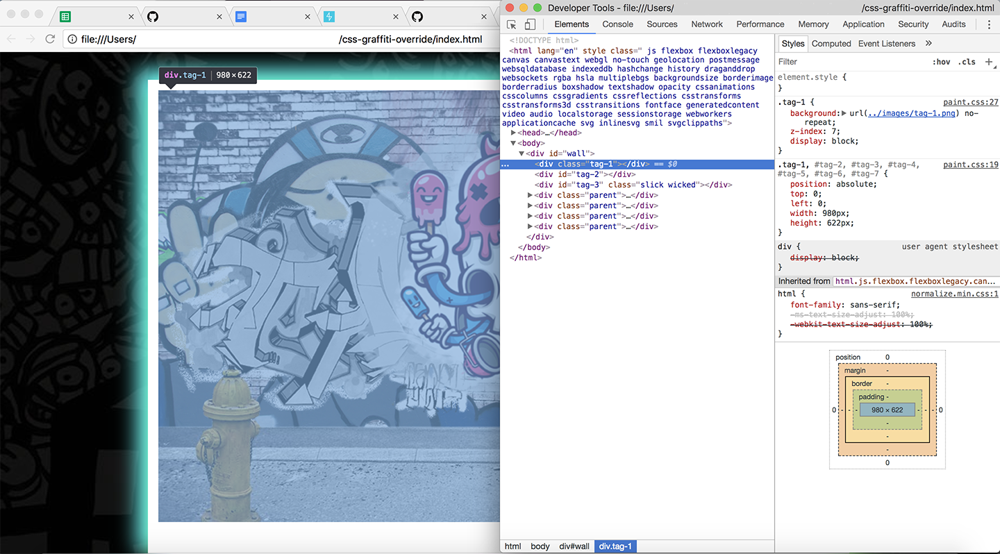 Developer Tools - file:///Users/ /css-graffiti-override/index.html
file:///Users/ /css-graffiti-override/index.html
div.tag-1 | 980×622
Elements Console Sources Network Performance Memory Application Security Audits
<!DOCTYPE html>
<html lang="en" style class=" js flexbox flexboxlegacy
canvas canvastext webgl no-touch geolocation postmessage
websqldatabase indexeddb hashchange history draganddrop
websockets rgba hsla multiplebgs backgroundsize borderimage
borderradius boxshadow textshadow opacity cssanimations
csscolumns cssgradients cssreflections csstransforms
csstransforms3d csstransitions fontface generatedcontent
video audio localstorage sessionstorage webworkers
applicationcache svg inlinesvg smil svgclippaths">
▶<head>…</head>
▼<body>
▼<div id="wall">
... <div class="tag-1"></div> == $0
<div id="tag-2"></div>
<div id="tag-3" class="slick wicked"></div>
▶<div class="parent">…</div>
▶<div class="parent">…</div>
▶<div class="parent">…</div>
▶<div class="parent">…</div>
</div>
</body>
</html>
html body div#wall div.tag-1
Styles Computed Event Listeners »
Filter :hov .cls +
element.style {
}
.tag-1 { paint.css:27
background:▶ url(../images/tag-1.png) no-
repeat;
z-index: 7;
display: block;
}
.tag-1, #tag-2, #tag-3, #tag-4, paint.css:19
#tag-5, #tag-6, #tag-7 {
position: absolute;
top: 0;
left: 0;
width: 980px;
height: 622px;
}
div { user agent stylesheet
display: block;
}
Inherited from html.js.flexbox.flexboxlegacy.can…
html { normalize.min.css:1
font-family: sans-serif;
-ms-text-size-adjust: 100%;
-webkit-text-size-adjust: 100%;
}
position 0
margin -
border -
padding -
0 - - - 980 × 622 - - - 0
-
-
-
0